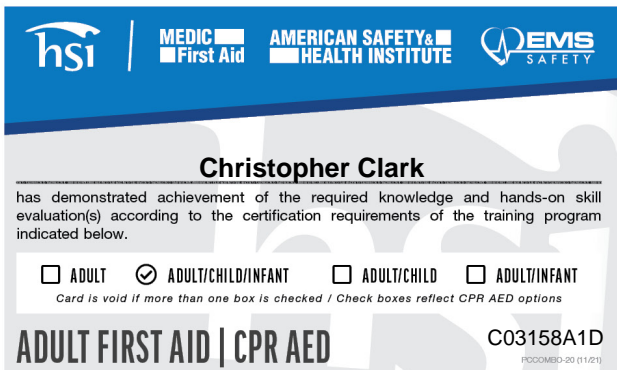 hsi
MEDIC
First Aid
AMERICAN SAFETY&
HEALTH INSTITUTE
EMS
SAFETY
Christopher Clark
has demonstrated achievement of the required knowledge and hands-on skill
evaluation(s) according to the certification requirements of the training program
indicated below.
ADULT ADULT/CHILD/INFANT ADULT/CHILD ADULT/INFANT
Card is void if more than one box is checked / Check boxes reflect CPR AED options
ADULT FIRST AID | CPR AED
C03158A1D
PCCOMBO-20 (11/21)